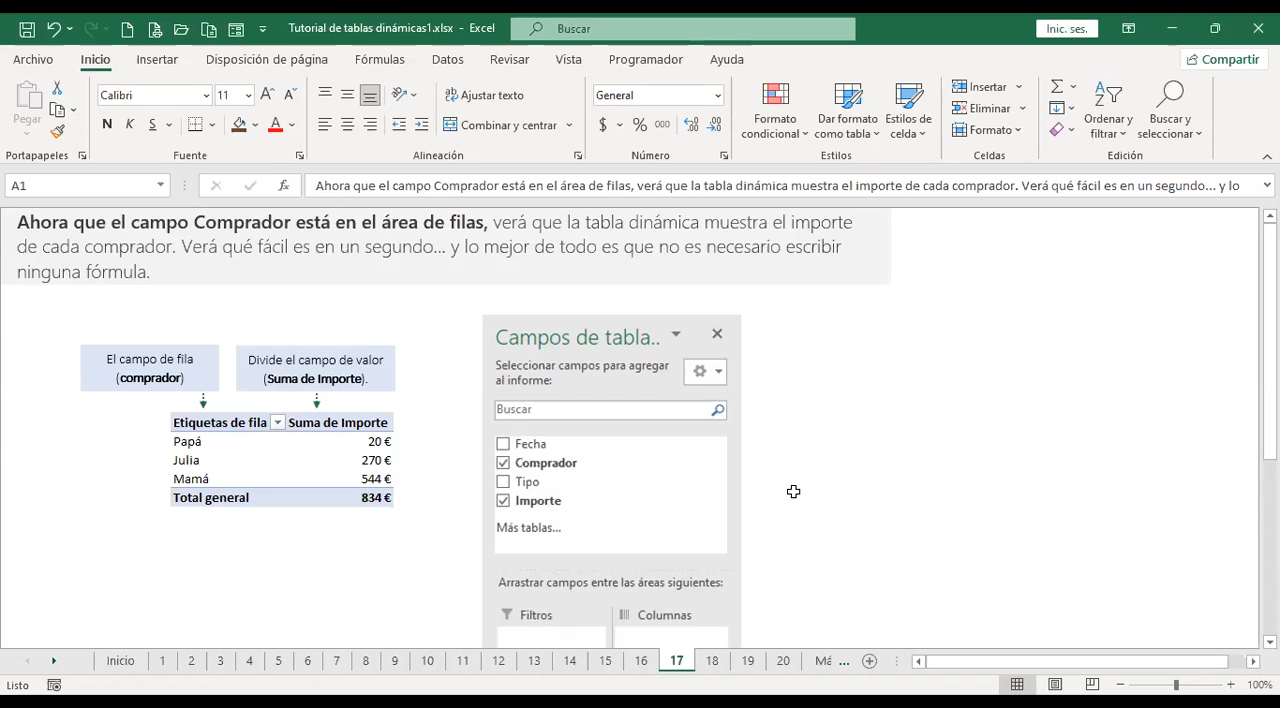 Tutorial de tablas dinámicas1.xlsx - Excel
Buscar
Inic. ses.
Archivo Inicio Insertar Disposición de página Fórmulas Datos Revisar Vista Programador Ayuda
Compartir
Pegar
Portapapeles
Calibri 11
N K S
Fuente
Ajustar texto
Combinar y centrar
Alineación
General
$ % 000
Número
Formato condicional
Dar formato como tabla
Estilos de celda
Estilos
Insertar
Eliminar
Formato
Celdas
Ordenar y filtrar
Buscar y seleccionar
Edición
A1
Ahora que el campo Comprador está en el área de filas, verá que la tabla dinámica muestra el importe de cada comprador. Verá qué fácil es en un segundo... y lo
Ahora que el campo Comprador está en el área de filas, verá que la tabla dinámica muestra el importe
de cada comprador. Verá qué fácil es en un segundo... y lo mejor de todo es que no es necesario escribir
ninguna fórmula.
El campo de fila
(comprador)
Divide el campo de valor
(Suma de Importe).
Etiquetas de fila Suma de Importe
Papá 20 €
Julia 270 €
Mamá 544 €
Total general 834 €
Campos de tabla..
Seleccionar campos para agregar
al informe:
Buscar
Fecha
Comprador
Tipo
Importe
Más tablas...
Arrastrar campos entre las áreas siguientes:
Filtros
Columnas
Inicio 1 2 3 4 5 6 7 8 9 10 11 12 13 14 15 16 17 18 19 20 Má ...
Listo
100%